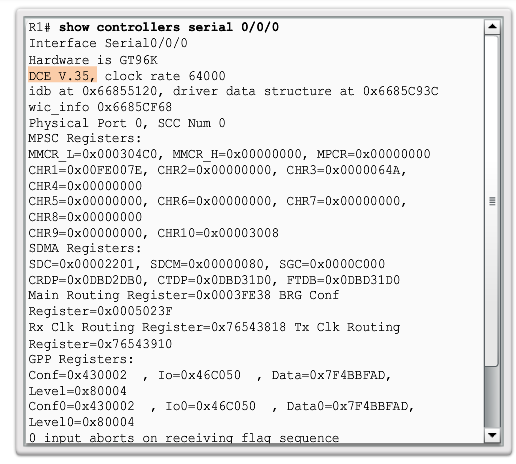 R1# show controllers serial 0/0/0
Interface Serial0/0/0
Hardware is GT96K
DCE V.35, clock rate 64000
idb at 0x66855120, driver data structure at 0x6685C93C
wic_info 0x6685CF68
Physical Port 0, SCC Num 0
MPSC Registers:
MMCR_L=0x000304C0, MMCR_H=0x00000000, MPCR=0x00000000
CHR1=0x00FE007E, CHR2=0x00000000, CHR3=0x0000064A,
CHR4=0x00000000
CHR5=0x00000000, CHR6=0x00000000, CHR7=0x00000000,
CHR8=0x00000000
CHR9=0x00000000, CHR10=0x00003008
SDMA Registers:
SDC=0x00002201, SDCM=0x00000080, SGC=0x0000C000
CRDP=0x0DBD2DB0, CTDP=0x0DBD31D0, FTDB=0x0DBD31D0
Main Routing Register=0x0003FE38 BRG Conf
Register=0x0005023F
Rx Clk Routing Register=0x76543818 Tx Clk Routing
Register=0x76543910
GPP Registers:
Conf=0x430002 , Io=0x46C050 , Data=0x7F4BBFAD,
Level=0x80004
Conf0=0x430002 , Io0=0x46C050 , Data0=0x7F4BBFAD,
Level0=0x80004
0 input aborts on receiving flag sequence